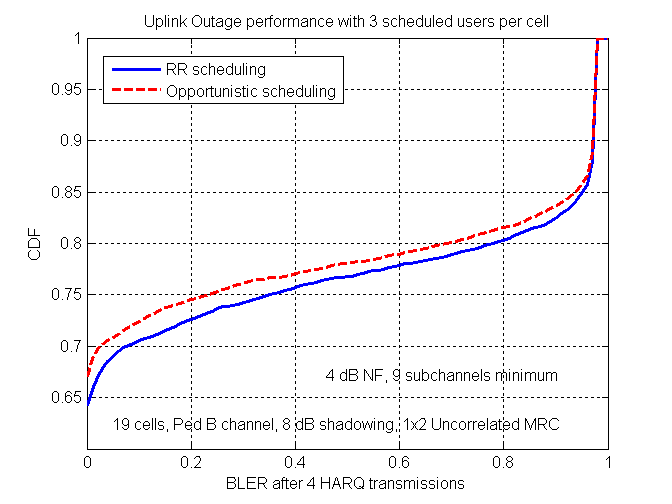 Uplink Outage performance with 3 scheduled users per cell
1
0.95
0.9
0.85
0.8
0.75
0.7
0.65
CDF
RR scheduling
Opportunistic scheduling
4 dB NF, 9 subchannels minimum
19 cells, Ped B channel, 8 dB shadowing, 1x2 Uncorrelated MRC
0 0.2 0.4 0.6 0.8 1
BLER after 4 HARQ transmissions